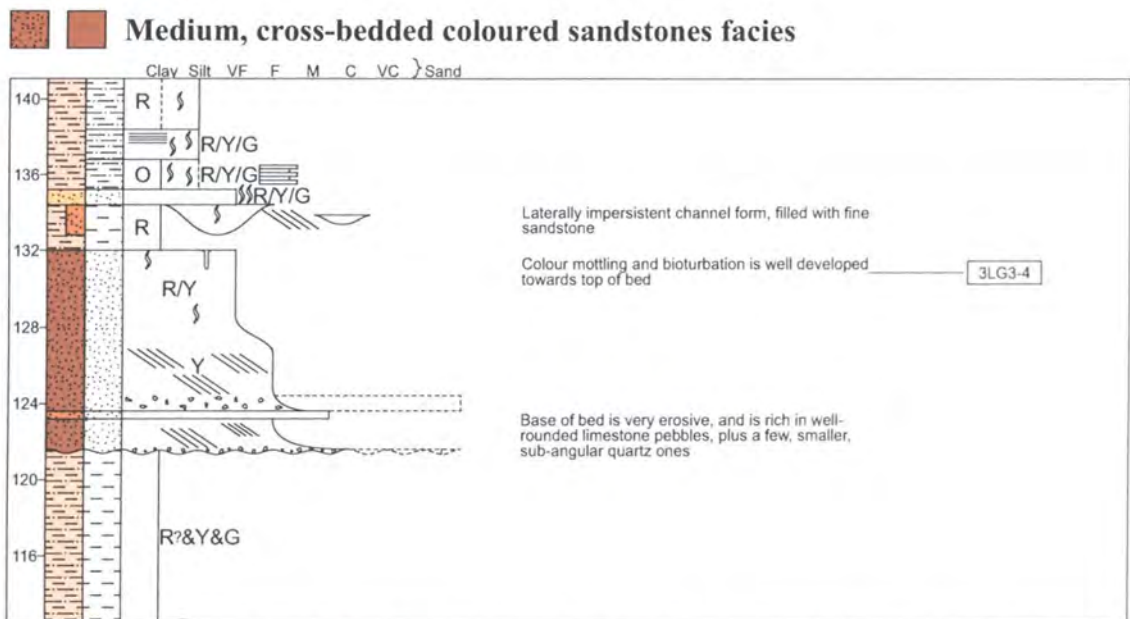 Medium, cross-bedded coloured sandstones facies
Clay Silt VF F M C VC }Sand
140
R
R/Y/G
136
O
R/Y/G
R/Y/G
R
Laterally impersistent channel form, filled with fine
sandstone
132
Colour mottling and bioturbation is well developed
towards top of bed
3LG3-4
R/Y
128
Y
124
Base of bed is very erosive, and is rich in well-
rounded limestone pebbles, plus a few, smaller,
sub-angular quartz ones
120
R?&Y&G
116